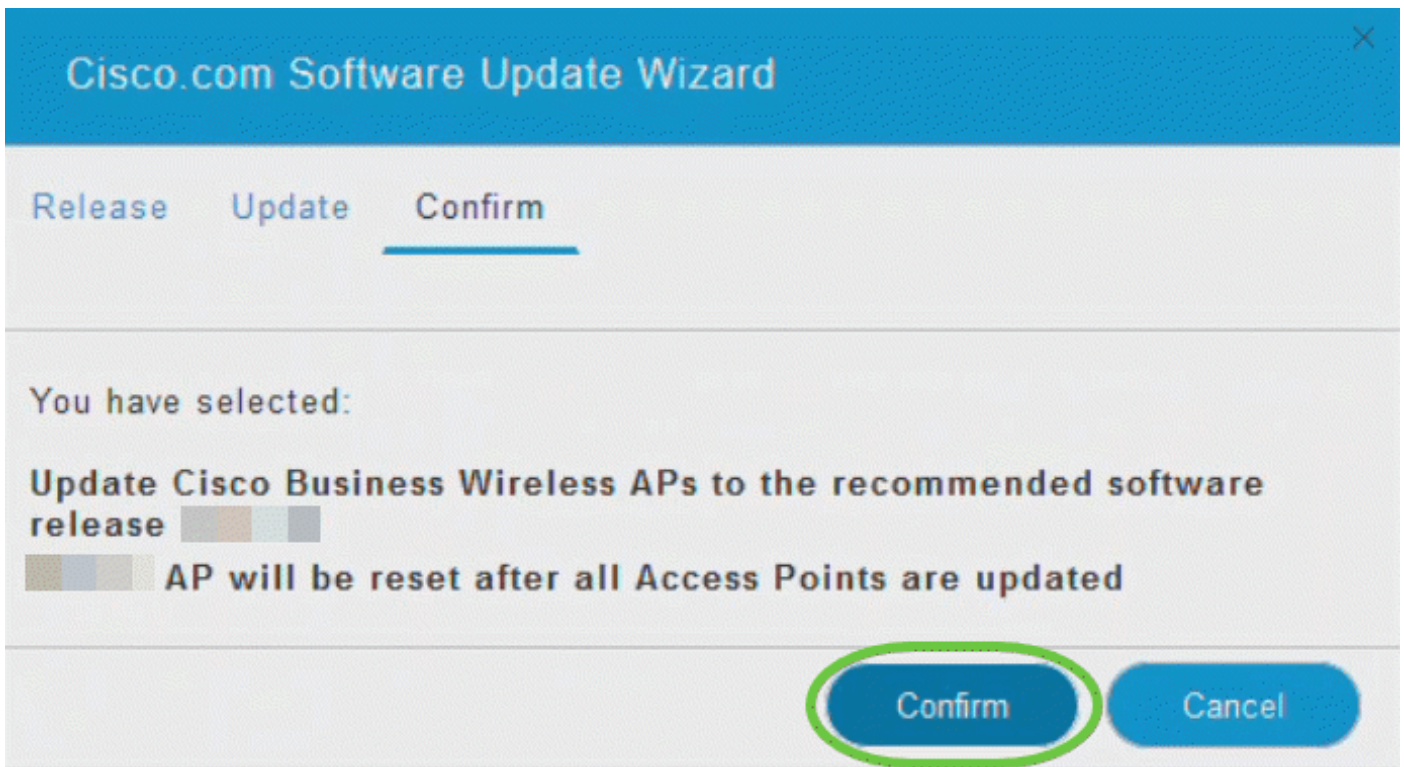 Cisco.com Software Update Wizard
Release Update Confirm
You have selected:
Update Cisco Business Wireless APs to the recommended software
release
AP will be reset after all Access Points are updated
Confirm Cancel